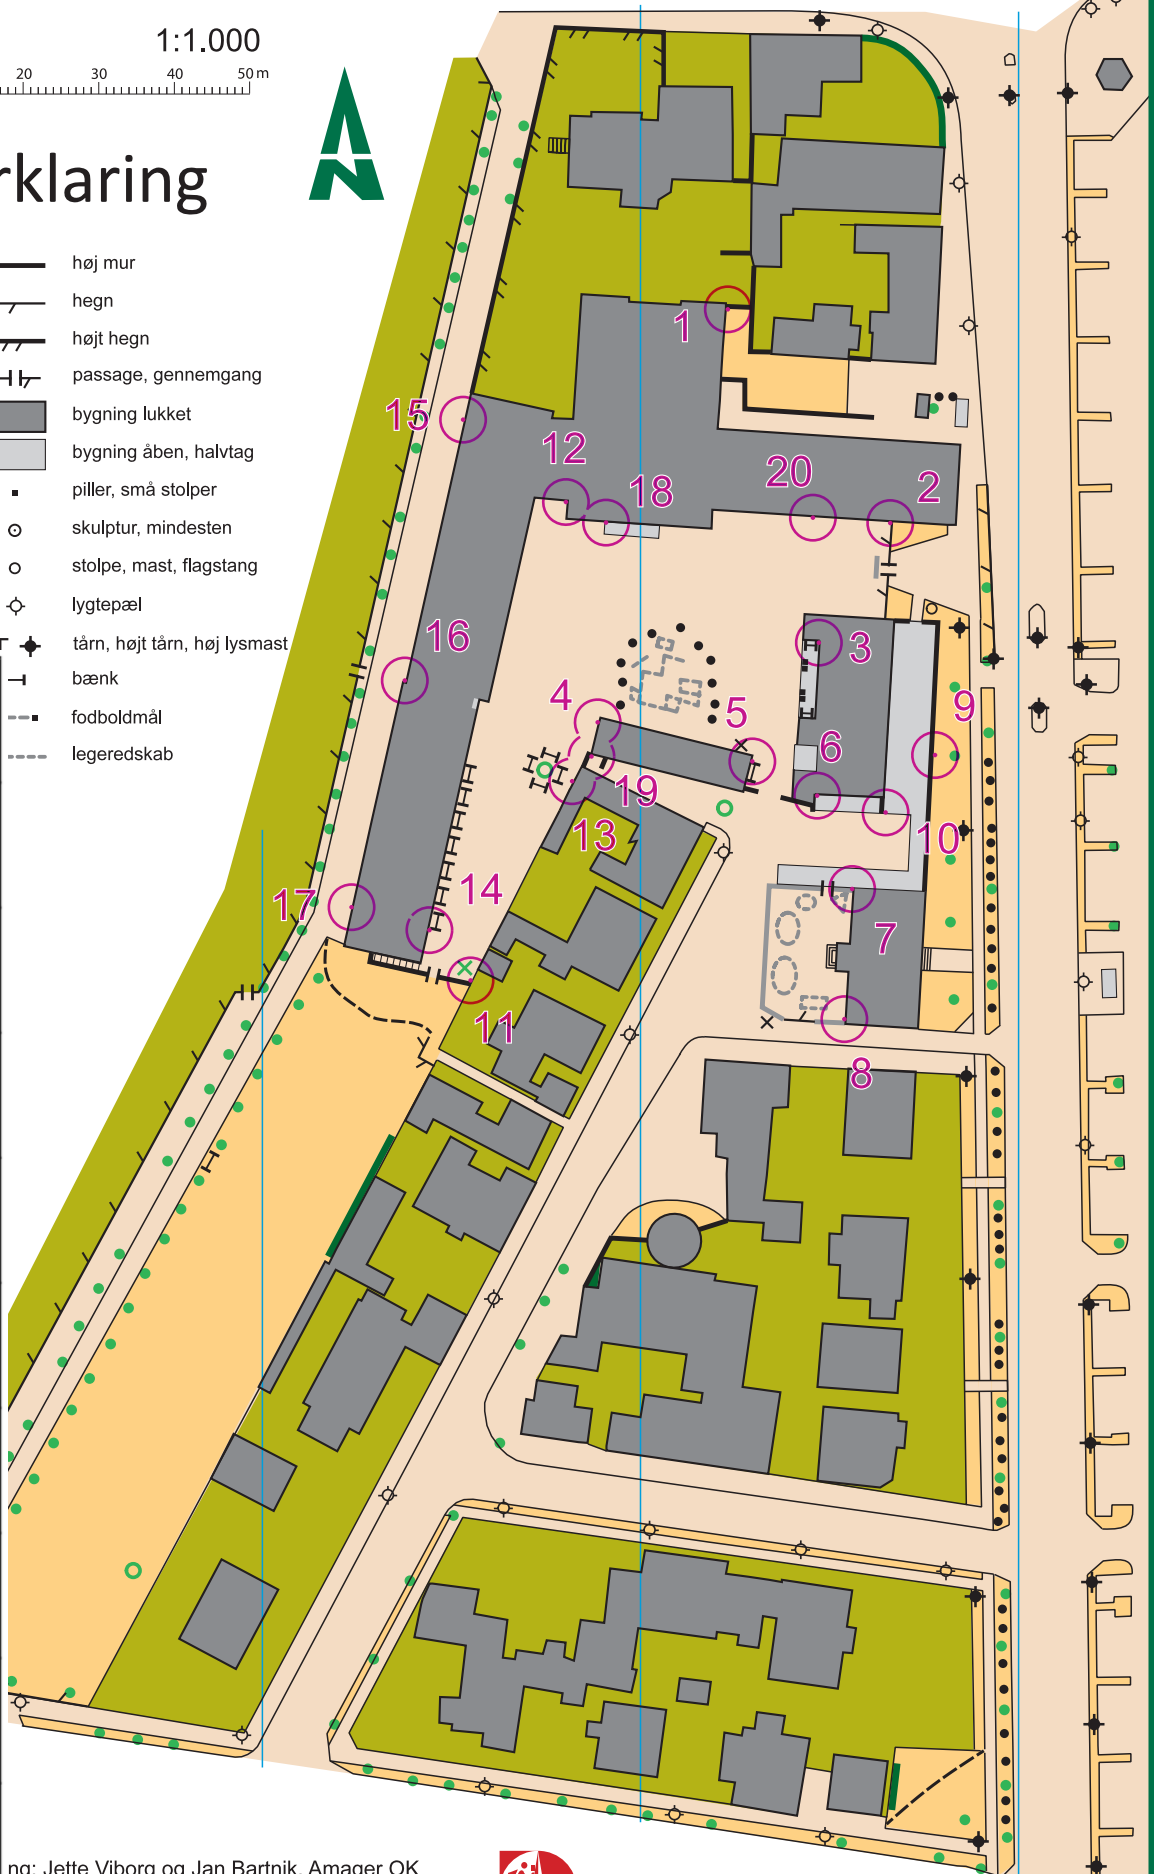 1:1.000
20 30 40 50 m
rklaring
høj mur
hegn
højt hegn
passage, gennemgang
bygning lukket
bygning åben, halvtag
piller, små stolper
skulptur, mindesten
stolpe, mast, flagstang
lygtepæl
tårn, højt tårn, høj lysmast
bænk
fodboldmål
legeredskab
N
1
15
12
18
20
2
16
3
4
5
9
6
19
13
10
14
17
7
11
8
ng: Jette Viborg og Jan Bartnik, Amager OK